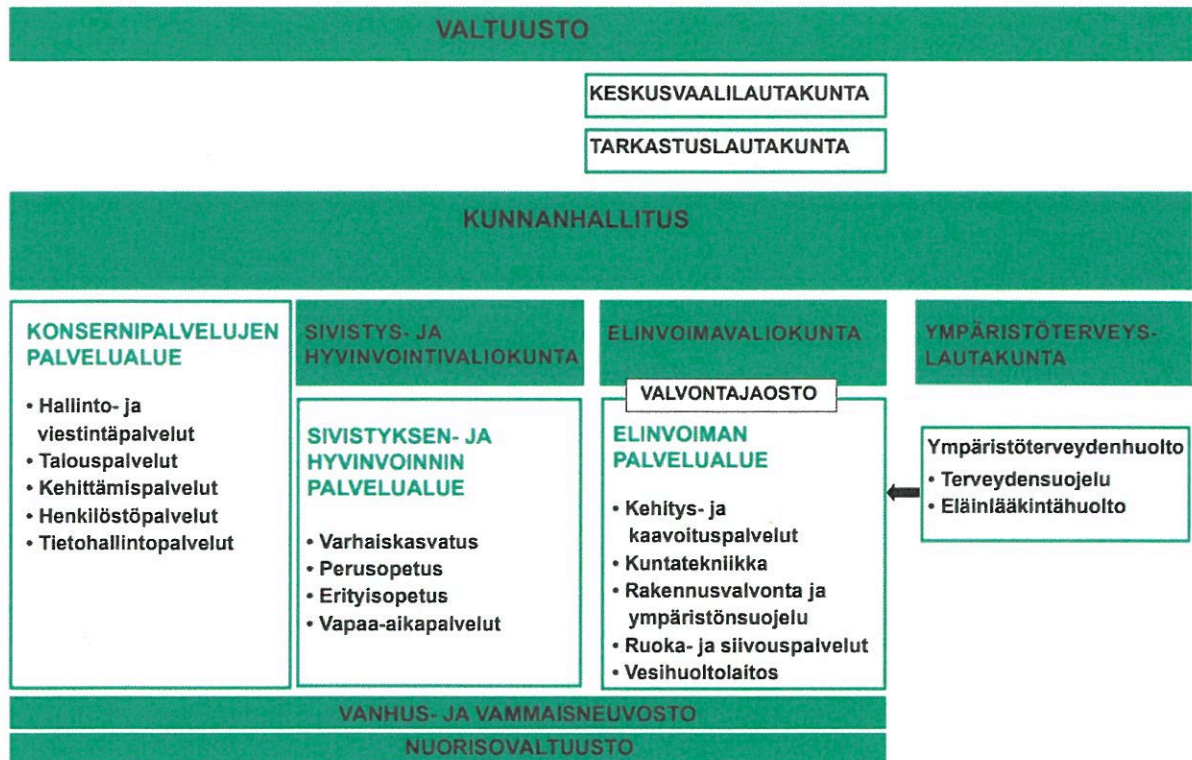 VALTUUSTO
KESKUSVAALILAUTAKUNTA
TARKASTUSLAUTAKUNTA
KUNNANHALLITUS
KONSERNIPALVELUJEN
PALVELUALUE
• Hallinto- ja
viestintäpalvelut
• Talouspalvelut
• Kehittämispalvelut
• Henkilöstöpalvelut
• Tietohallintopalvelut
SIVISTYS- JA
HYVINVOINTIVALIOKUNTA
SIVISTYKSEN- JA
HYVINVOINNIN
PALVELUALUE
• Varhaiskasvatus
• Perusopetus
• Erityisopetus
• Vapaa-aikapalvelut
ELINVOIMAVALIOKUNTA
VALVONTAJAOSTO
ELINVOIMAN
PALVELUALUE
• Kehitys- ja
kaavoituspalvelut
• Kuntatekniikka
• Rakennusvalvonta ja
ympäristönsuojelu
• Ruoka- ja siivouspalvelut
• Vesihuoltolaitos
YMPÄRISTÖTERVEYS-
LAUTAKUNTA
Ympäristöterveydenhuolto
• Terveydensuojelu
• Eläinlääkintähuolto
VANHUS- JA VAMMAISNEUVOSTO
NUORISOVALTUUSTO